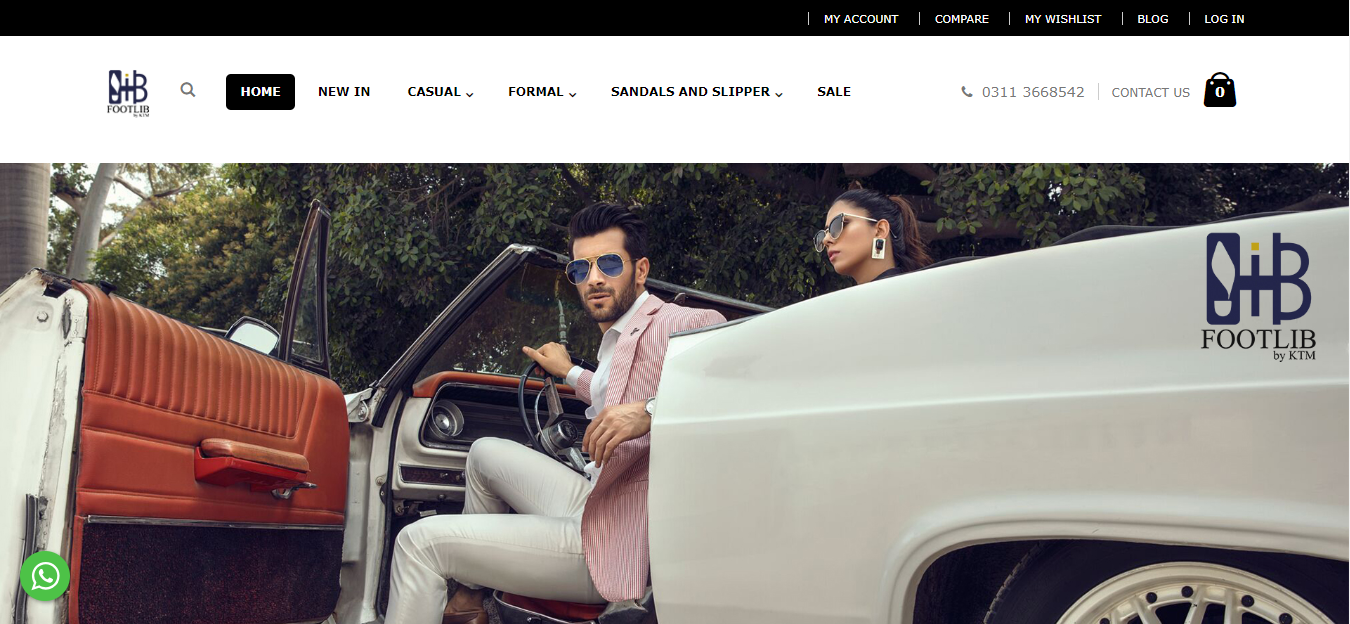 MY ACCOUNT COMPARE MY WISHLIST BLOG LOG IN
FOOTLIB
by KTM
HOME NEW IN CASUAL FORMAL SANDALS AND SLIPPER SALE
0311 3668542 CONTACT US 0
FOOTLIB
by KTM